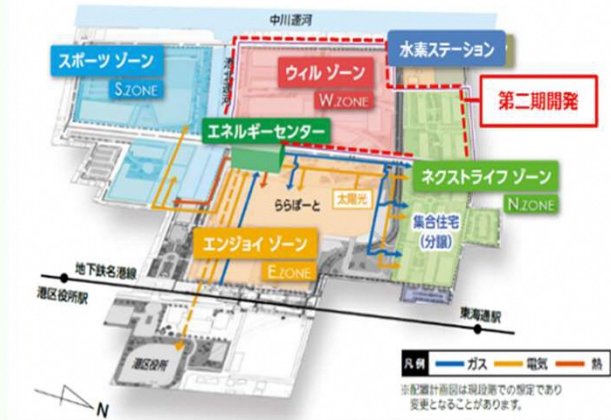 中川運河
スポーツ ゾーン
S.ZONE
港北運河
ウィル ゾーン
W.ZONE
水素ステーション
第二期開発
エネルギーセンター
ネクストライフ ゾーン
N.ZONE
ららぽーと
太陽光
集合住宅
(分譲)
エンジョイ ゾーン
E.ZONE
地下鉄名港線
港区役所駅
東海通駅
港区役所
N
凡例 ガス 電気 熱
※配置計画図は現段階での想定であり
変更となることがあります。